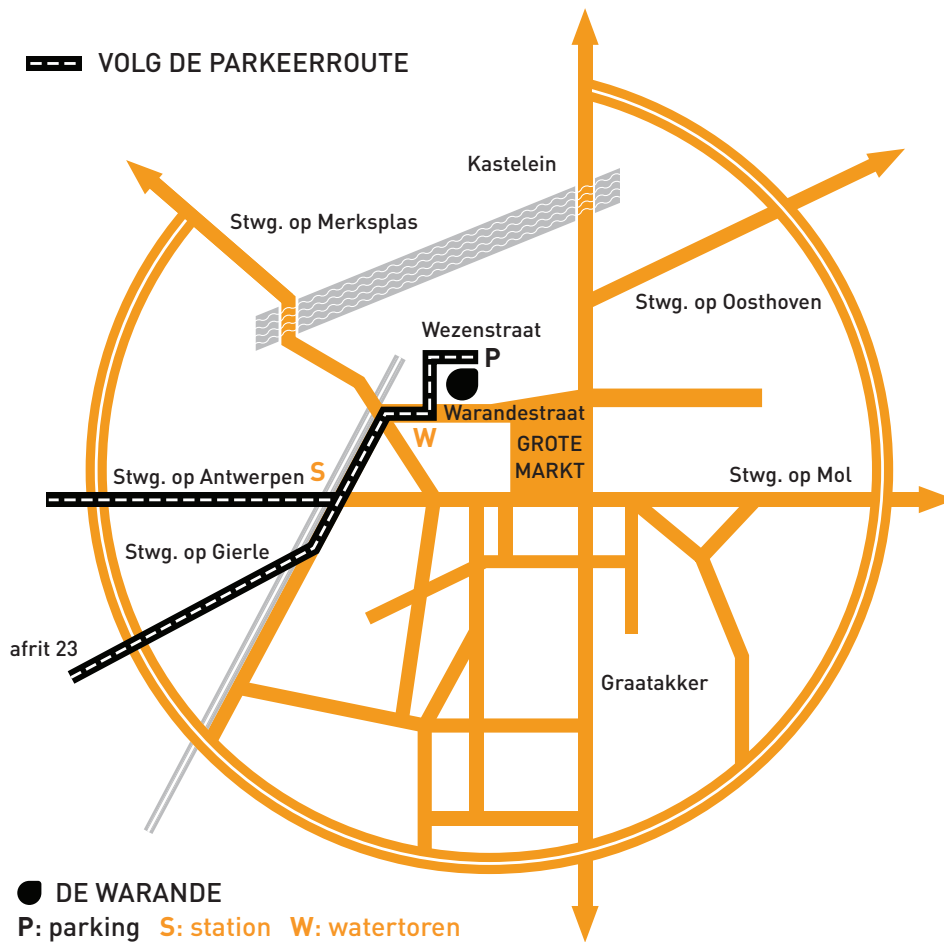 VOLG DE PARKEERROUTE
Kastelein
Stwg. op Merksplas
Stwg. op Oosthoven
Wezenstraat
P
Warandestraat
W
GROTE
MARKT
Stwg. op Antwerpen
S
Stwg. op Mol
Stwg. op Gierle
afrit 23
Graatakker
DE WARANDE
P: parking S: station W: watertoren